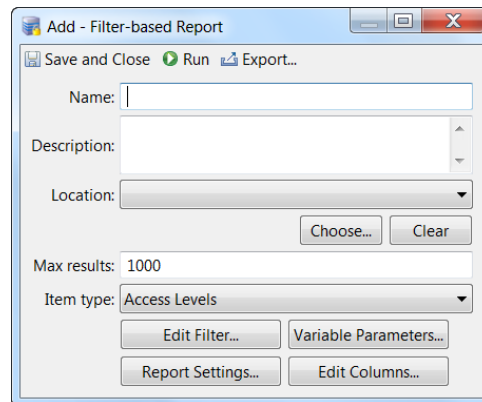 Add - Filter-based Report
Save and Close Run Export...
Name:
Description:
Location:
Choose... Clear
Max results: 1000
Item type: Access Levels
Edit Filter... Variable Parameters...
Report Settings... Edit Columns...